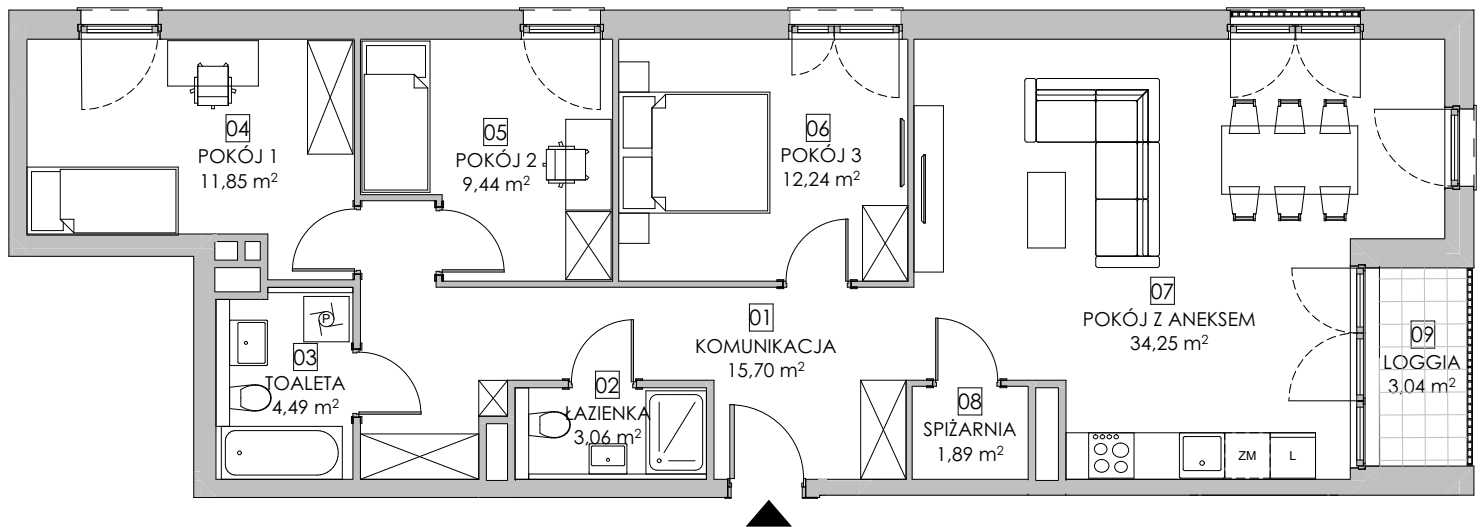 04
POKÓJ 1
11,85 m²
05
POKÓJ 2
9,44 m²
06
POKÓJ 3
12,24 m²
07
POKÓJ Z ANEKSEM
34,25 m²
01
KOMUNIKACJA
15,70 m²
09
LOGGIA
3,04 m²
P
03
TOALETA
4,49 m²
02
ŁAZIENKA
3,06 m²
08
SPIŻARNIA
1,89 m²
ZM
L